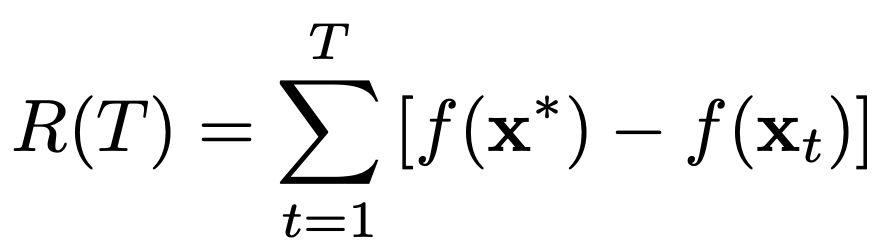 R(T) = \sum_{t=1}^{T} [f(\mathbf{x}^*) - f(\mathbf{x}_t)]